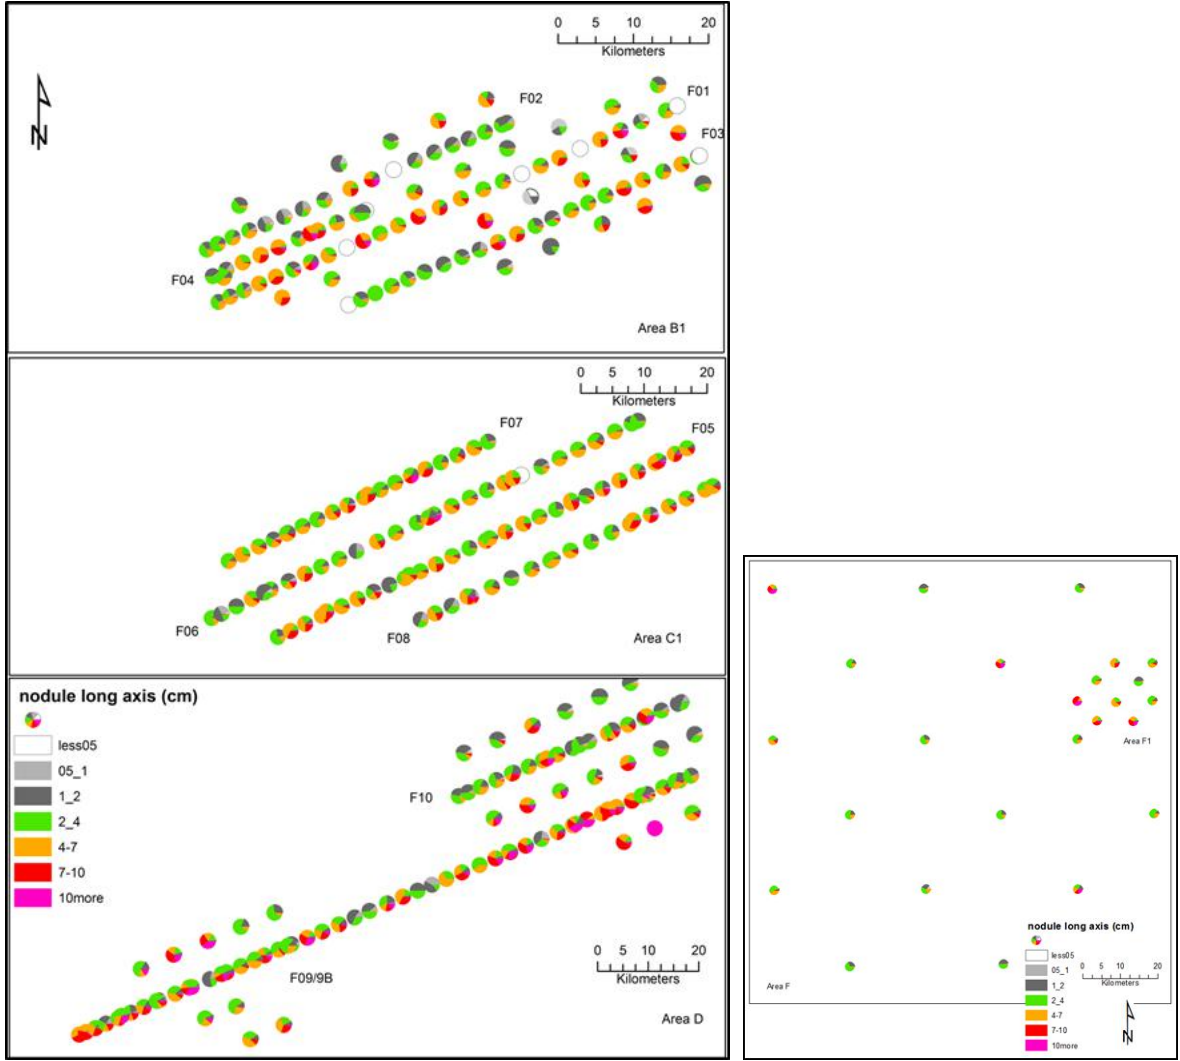 0 5 10 20
Kilometers
N
F02
F01
F03
F04
Area B1
0 5 10 20
Kilometers
F07
F05
F06
F08
Area C1
nodule long axis (cm)
less05
05_1
1_2
2_4
4-7
7-10
10more
F10
F09/9B
0 5 10 20
Kilometers
Area D
Area F1
Area F
nodule long axis (cm)
less05
05_1
1_2
2_4
4-7
7-10
10more
0 5 10 20
Kilometers
N